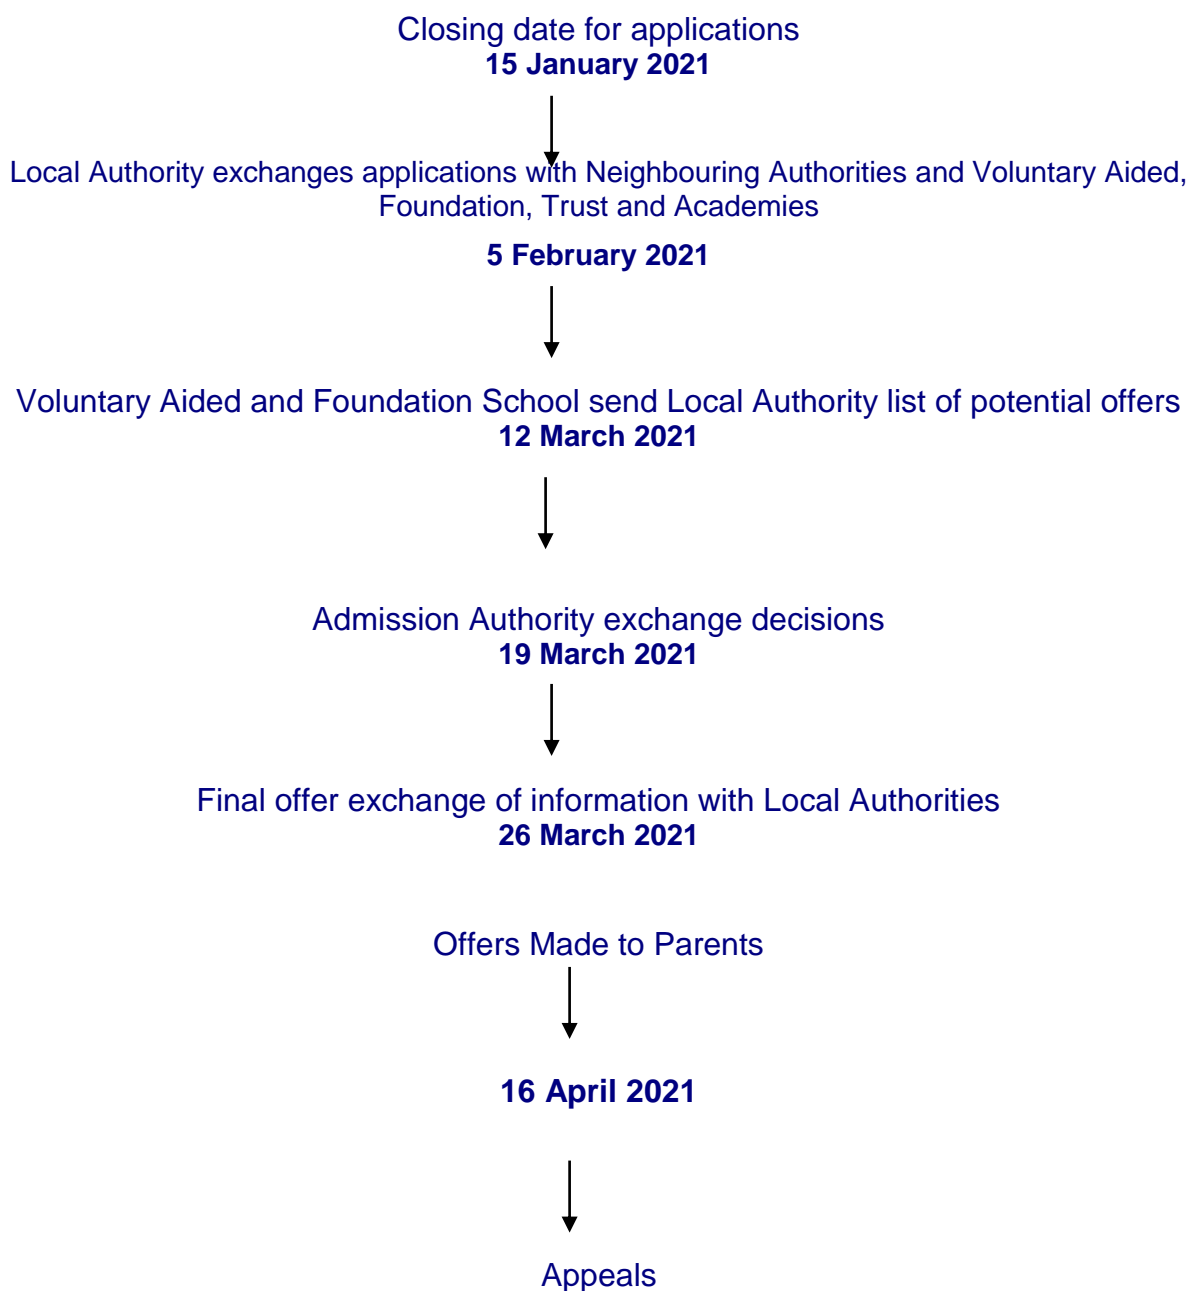 Closing date for applications
15 January 2021
Local Authority exchanges applications with Neighbouring Authorities and Voluntary Aided,
Foundation, Trust and Academies
5 February 2021
Voluntary Aided and Foundation School send Local Authority list of potential offers
12 March 2021
Admission Authority exchange decisions
19 March 2021
Final offer exchange of information with Local Authorities
26 March 2021
Offers Made to Parents
16 April 2021
Appeals